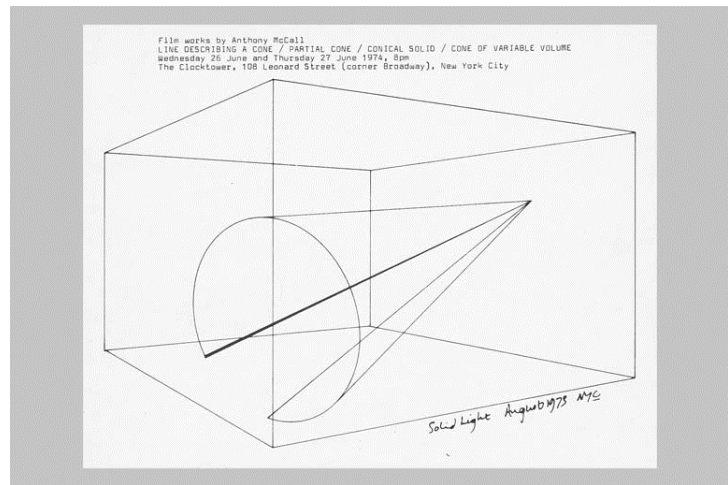 Film works by Anthony McCall
LINE DESCRIBING A CONE / PARTIAL CONE / CONICAL SOLID / CONE OF VARIABLE VOLUME
Wednesday 26 June and Thursday 27 June 1974, 8pm
The Clocktower, 108 Leonard Street (corner Broadway), New York City
Solid Light August 1973 NYC